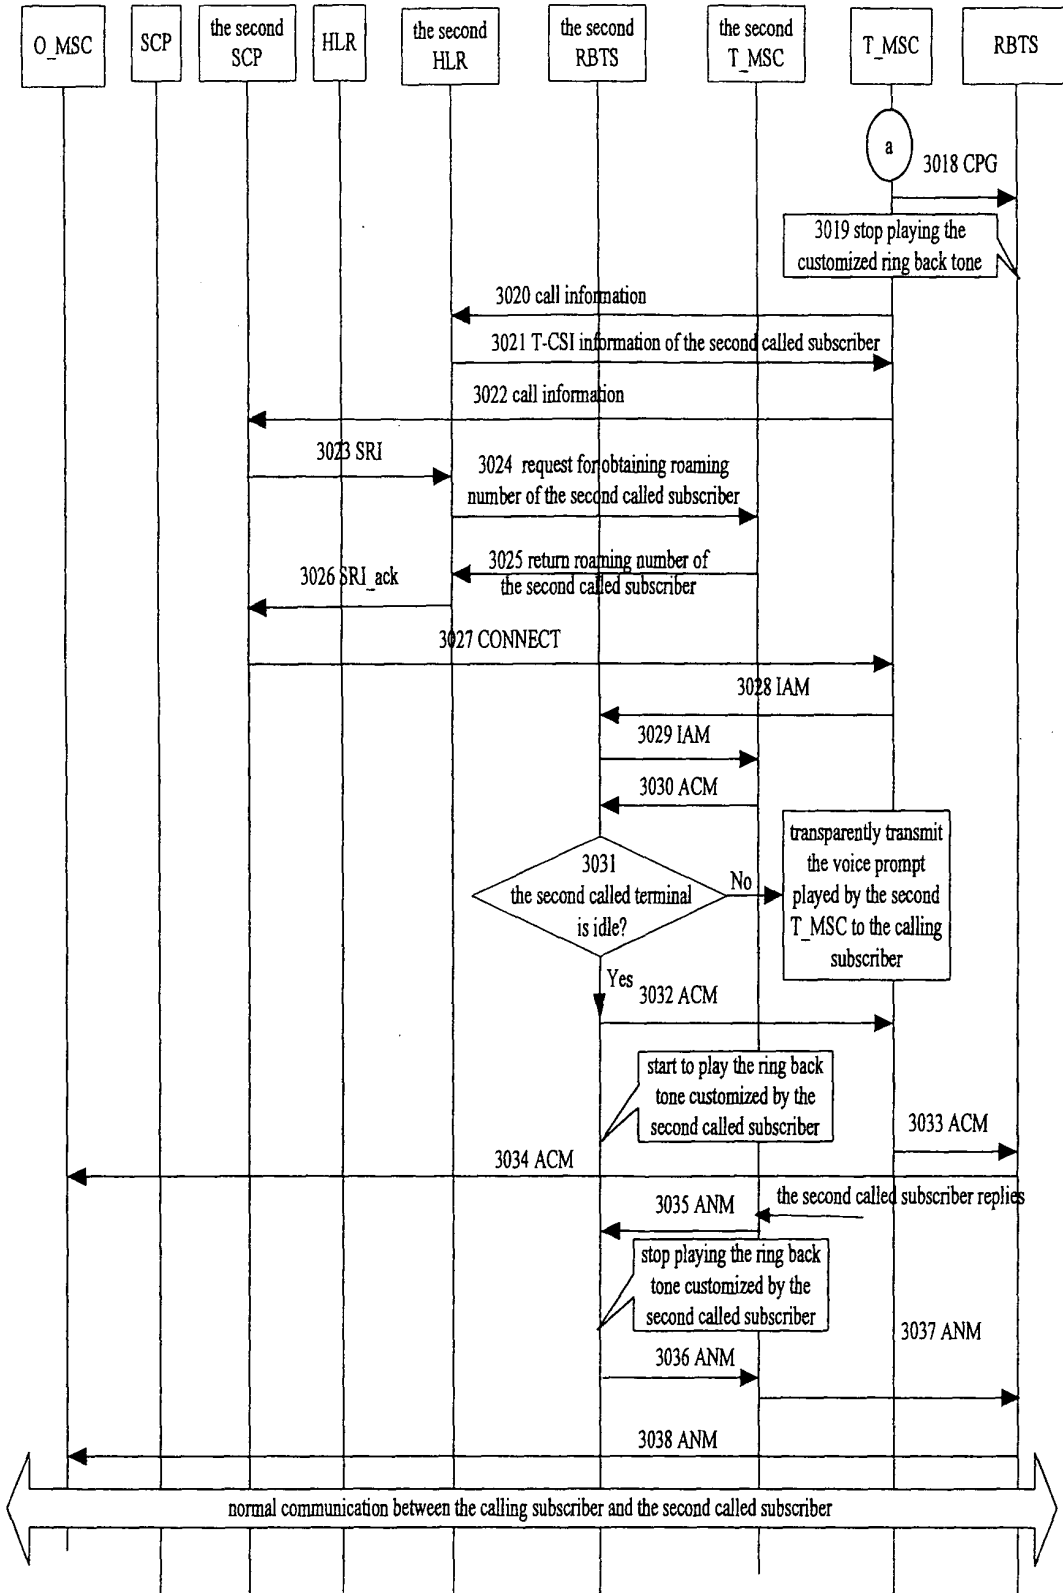 O_MSC
SCP
the second
SCP
HLR
the second
HLR
the second
RBTS
the second
T_MSC
T_MSC
RBTS
a
3018 CPG
3019 stop playing the
customized ring back tone
3020 call information
3021 T-CSI information of the second called subscriber
3022 call information
3023 SRI
3024 request for obtaining roaming
number of the second called subscriber
3025 return roaming number of
the second called subscriber
3026 SRI_ack
3027 CONNECT
3028 IAM
3029 IAM
3030 ACM
3031
the second called terminal
is idle?
No
transparently transmit
the voice prompt
played by the second
T_MSC to the calling
subscriber
Yes
3032 ACM
start to play the ring back
tone customized by the
second called subscriber
3033 ACM
3034 ACM
the second called subscriber replies
3035 ANM
stop playing the ring back
tone customized by the
second called subscriber
3037 ANM
3036 ANM
3038 ANM
normal communication between the calling subscriber and the second called subscriber